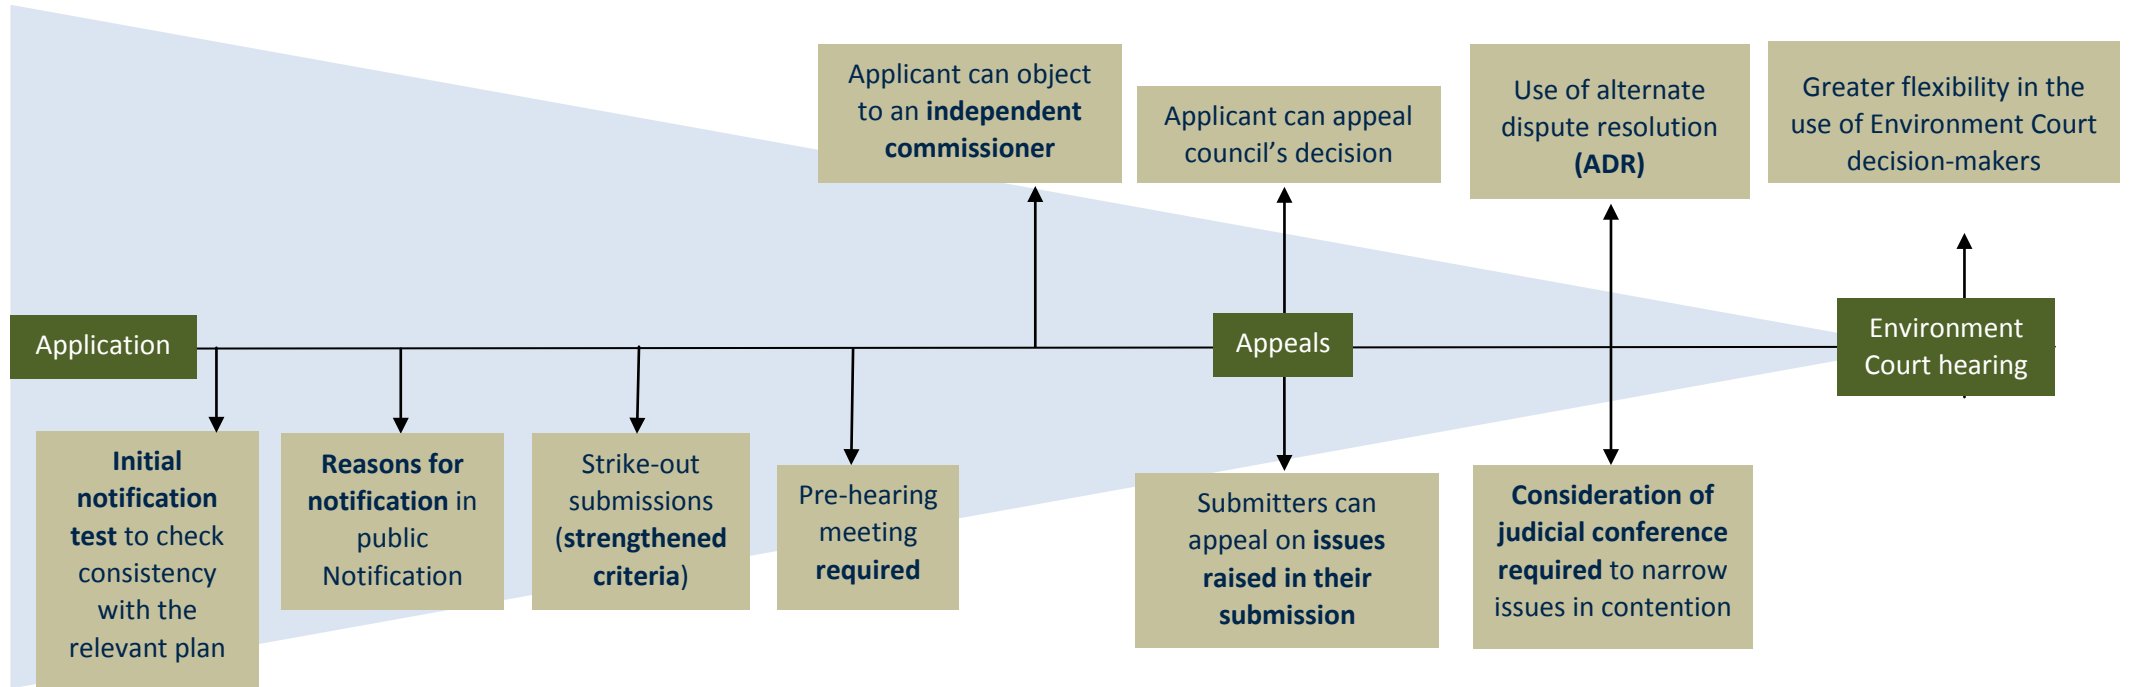 Applicant can object
to an independent
commissioner
Applicant can appeal
council’s decision
Use of alternate
dispute resolution
(ADR)
Greater flexibility in the
use of Environment Court
decision-makers
Application
Appeals
Environment
Court hearing
Initial
notification
test to check
consistency
with the
relevant plan
Reasons for
notification in
public
Notification
Strike-out
submissions
(strengthened
criteria)
Pre-hearing
meeting
required
Submitters can
appeal on issues
raised in their
submission
Consideration of
judicial conference
required to narrow
issues in contention